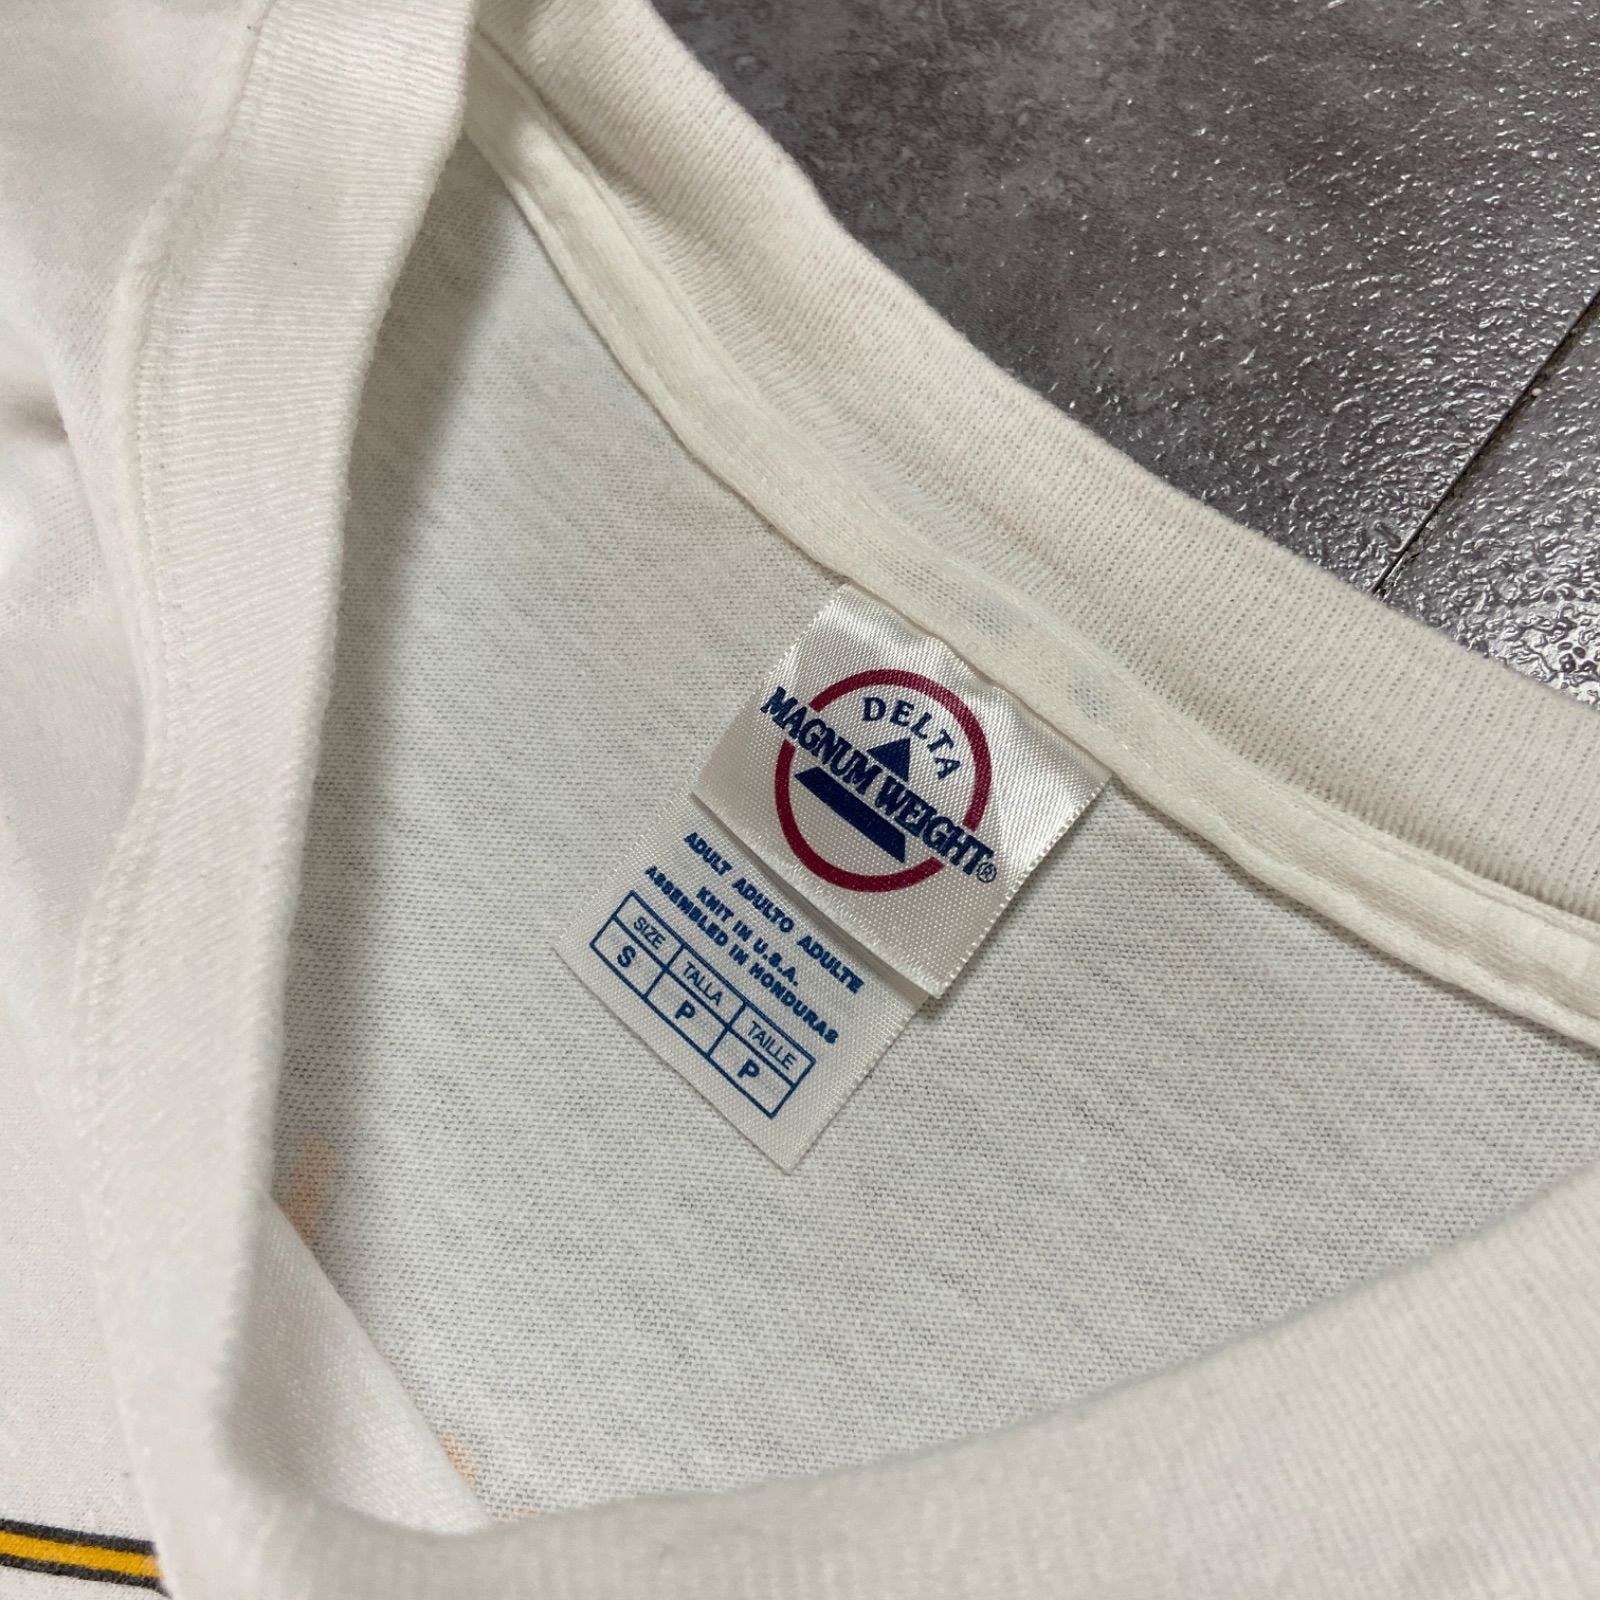 DELTA
MAGNUM WEIGHT®
ADULT ADULTO ADULTE
KNIT IN U.S.A.
ASSEMBLED IN HONDURAS
SIZE TALLA TAILLE
S P P